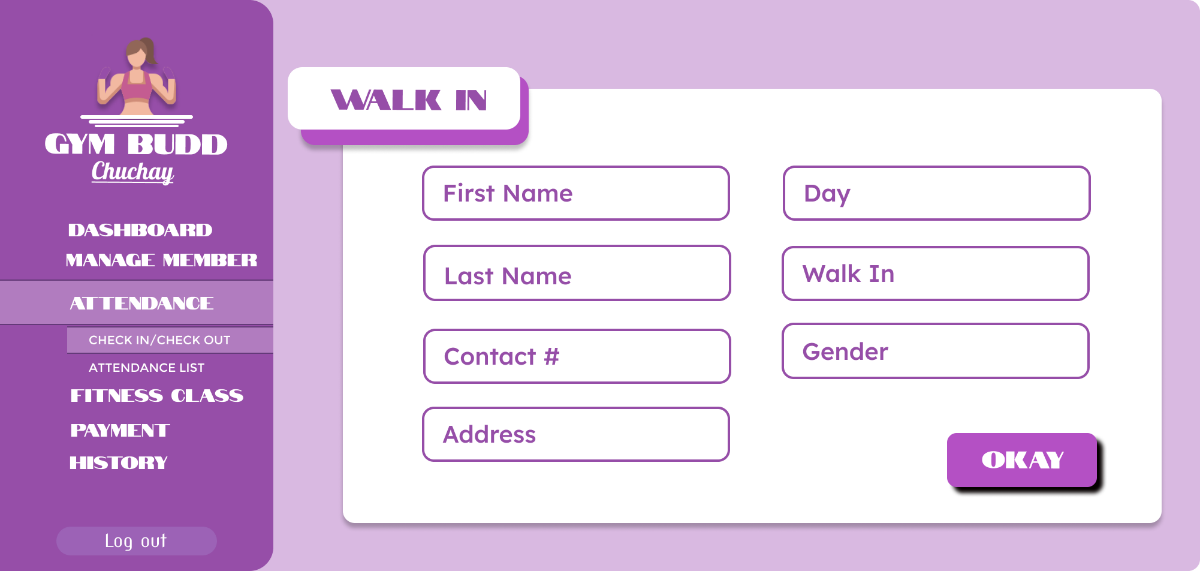 GYM BUDD
Chuchay
DASHBOARD
MANAGE MEMBER
ATTENDANCE
CHECK IN/CHECK OUT
ATTENDANCE LIST
FITNESS CLASS
PAYMENT
HISTORY
Log out
WALK IN
First Name
Last Name
Contact #
Address
Day
Walk In
Gender
OKAY